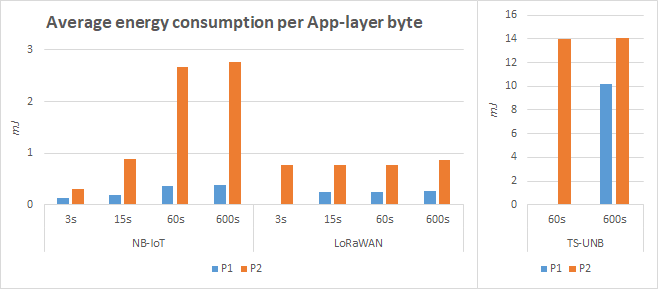 Average energy consumption per App-layer byte
3
2
1
0
mJ
3s 15s 60s 600s 3s 15s 60s 600s
NB-IoT LoRaWAN
P1 P2
16
14
12
10
8
6
4
2
0
mJ
60s 600s
TS-UNB
P1 P2